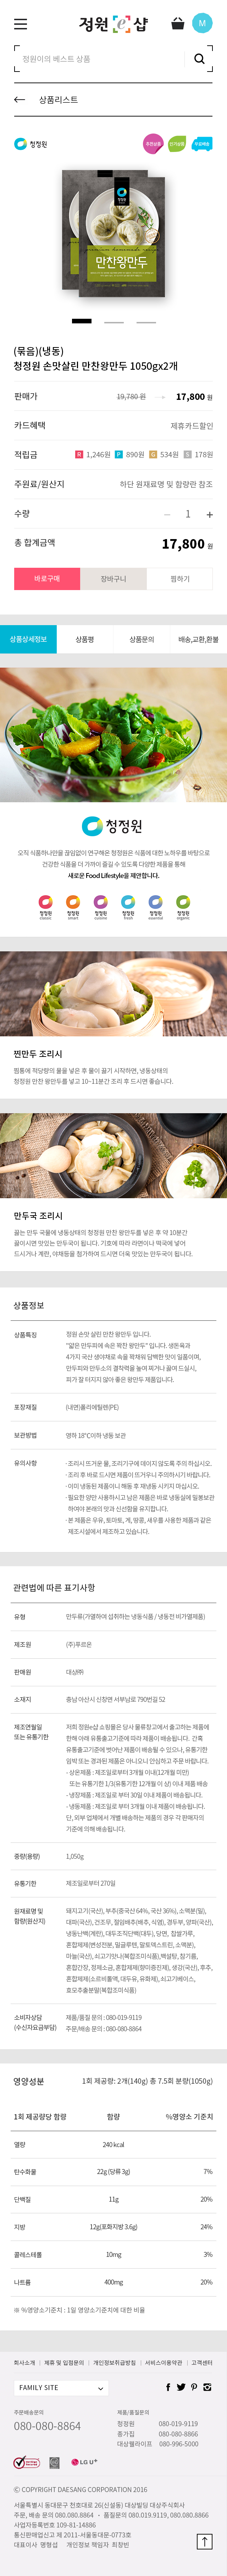 정원e샵
M
정원이의 베스트 상품
상품리스트
청정원
추천상품
인기상품
무료배송
만찬왕만두
(묶음)(냉동)
청정원 손맛살린 만찬왕만두 1050gx2개
판매가 19,780 원 17,800 원
카드혜택 제휴카드할인
적립금 R 1,246원 P 890원 G 534원 S 178원
주원료/원산지 하단 원재료명 및 함량란 참조
수량 1
총 합계금액 17,800 원
바로구매 장바구니 찜하기
상품상세정보 상품평 상품문의 배송,교환,환불
청정원
오직 식품하나만을 끊임없이 연구해온 청정원은 식품에 대한 노하우를 바탕으로
건강한 식품을 더 가까이 즐길 수 있도록 다양한 제품을 통해
새로운 Food Lifestyle을 제안합니다.
청정원 classic
청정원 smart
청정원 cuisine
청정원 fresh
청정원 essential
청정원 organic
찐만두 조리시
찜통에 적당량의 물을 넣은 후 물이 끓기 시작하면, 냉동상태의
청정원 만찬 왕만두를 넣고 10~11분간 조리 후 드시면 좋습니다.
만두국 조리시
끓는 만두 국물에 냉동상태의 청정원 만찬 왕만두를 넣은 후 약 10분간
끓이시면 맛있는 만두국이 됩니다. 기호에 따라 라면이나 떡국에 넣어
드시거나 계란, 야채등을 첨가하여 드시면 더욱 맛있는 만두국이 됩니다.
상품정보
상품특징 청정원 손맛 살린 만찬 왕만두 입니다.
"얇은 만두피에 속은 꽉찬 왕만두" 입니다. 생돈육과
4가지 국산 생야채로 속을 꽉채워 담백한 맛이 일품이며,
만두피와 만두소의 결착력을 높여 찌거나 끓여 드실시,
피가 잘 터지지 않아 좋은 왕만두 제품입니다.
포장재질 (내면)폴리에틸렌(PE)
보관방법 영하 18℃이하 냉동 보관
유의사항 · 조리시 뜨거운 물, 조리기구에 데이지 않도록 주의 하십시오.
· 조리 후 바로 드시면 제품이 뜨거우니 주의하시기 바랍니다.
· 이미 냉동된 제품이니 해동 후 재냉동 시키지 마십시오.
· 필요한 양만 사용하시고 남은 제품은 바로 냉동실에 밀봉보관
하여야 본래의 맛과 신선함을 유지합니다.
· 본 제품은 우유, 토마토, 게, 땅콩, 새우를 사용한 제품과 같은
제조시설에서 제조하고 있습니다.
관련법에 따른 표기사항
유형 만두류(가열하여 섭취하는 냉동식품 / 냉동전 비가열제품)
제조원 (주)푸르온
판매원 대상㈜
소재지 충남 아산시 신창면 서부남로 790번길 52
제조연월일
또는 유통기한
저희 정원e샵 쇼핑몰은 당사 물류창고에서 출고하는 제품에
한해 아래 유통출고기준에 따라 제품이 배송됩니다. 간혹
유통출고기준에 벗어난 제품이 배송될 수 있으나, 유통기한
임박 또는 경과된 제품은 아니오니 안심하고 주문 바랍니다.
- 상온제품 : 제조일로부터 3개월 이내(12개월 미만)
또는 유통기한 1/3(유통기한 12개월 이 상) 이내 제품 배송
- 냉장제품 : 제조일로 부터 30일 이내 제품이 배송됩니다.
- 냉동제품 : 제조일로 부터 3개월 이내 제품이 배송됩니다.
단, 외부 업체에서 개별 배송하는 제품의 경우 각 판매자의
기준에 의해 배송됩니다.
중량(용량) 1,050g
유통기한 제조일로부터 270일
원재료명 및
함량(원산지)
소비자상담
(수신자요금부담)
제품/품질 문의 : 080-019-9119
주문/배송 문의 : 080-080-8864
영양성분 1회 제공량: 2개(140g) 총 7.5회 분량(1050g)
1회 제공량당 함량 함량 %영양소 기준치
열량 240 kcal
탄수화물 22g (당류 3g) 7%
단백질 11g 20%
지방 12g(포화지방 3.6g) 24%
콜레스테롤 10mg 3%
나트륨 400mg 20%
※ %영양소기준치 : 1일 영양소기준치에 대한 비율
회사소개 | 제휴 및 입점문의 | 개인정보취급방침 | 서비스이용약관 | 고객센터
FAMILY SITE
주문배송문의
080-080-8864
제품/품질문의
청정원 080-019-9119
종가집 080-080-8866
대상웰라이프 080-996-5000
LG U+
ⓒ COPYRIGHT DAESANG CORPORATION 2016
서울특별시 동대문구 천호대로 26(신설동) 대상빌딩 대상주식회사
주문, 배송 문의 080.080.8864 · 품질문의 080.019.9119, 080.080.8866
사업자등록번호 109-81-14886
통신판매업신고 제 2011-서울동대문-0773호
대표이사 명형섭 개인정보 책임자 최창빈